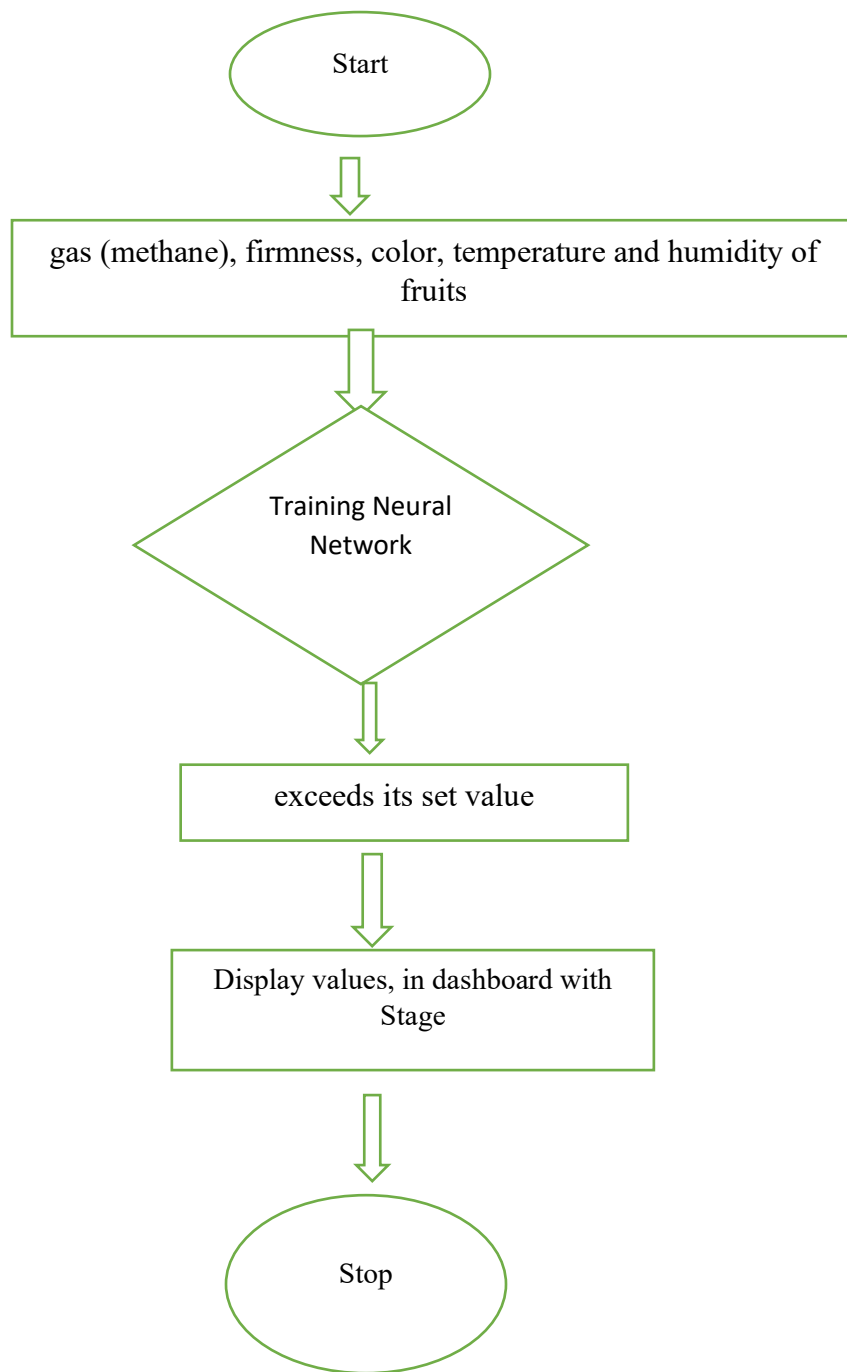 Start
gas (methane), firmness, color, temperature and humidity of
fruits
Training Neural
Network
exceeds its set value
Display values, in dashboard with
Stage
Stop